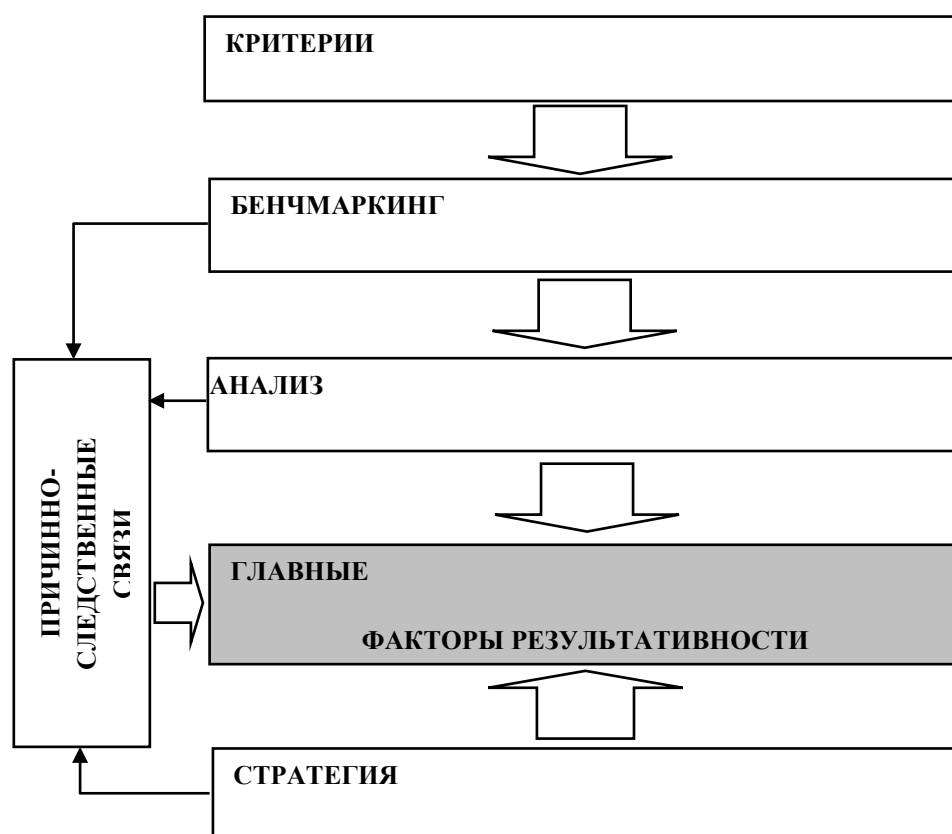 КРИТЕРИИ
БЕНЧМАРКИНГ
АНАЛИЗ
ПРИЧИННО-
СЛЕДСТВЕННЫЕ
СВЯЗИ
ГЛАВНЫЕ
ФАКТОРЫ РЕЗУЛЬТАТИВНОСТИ
СТРАТЕГИЯ